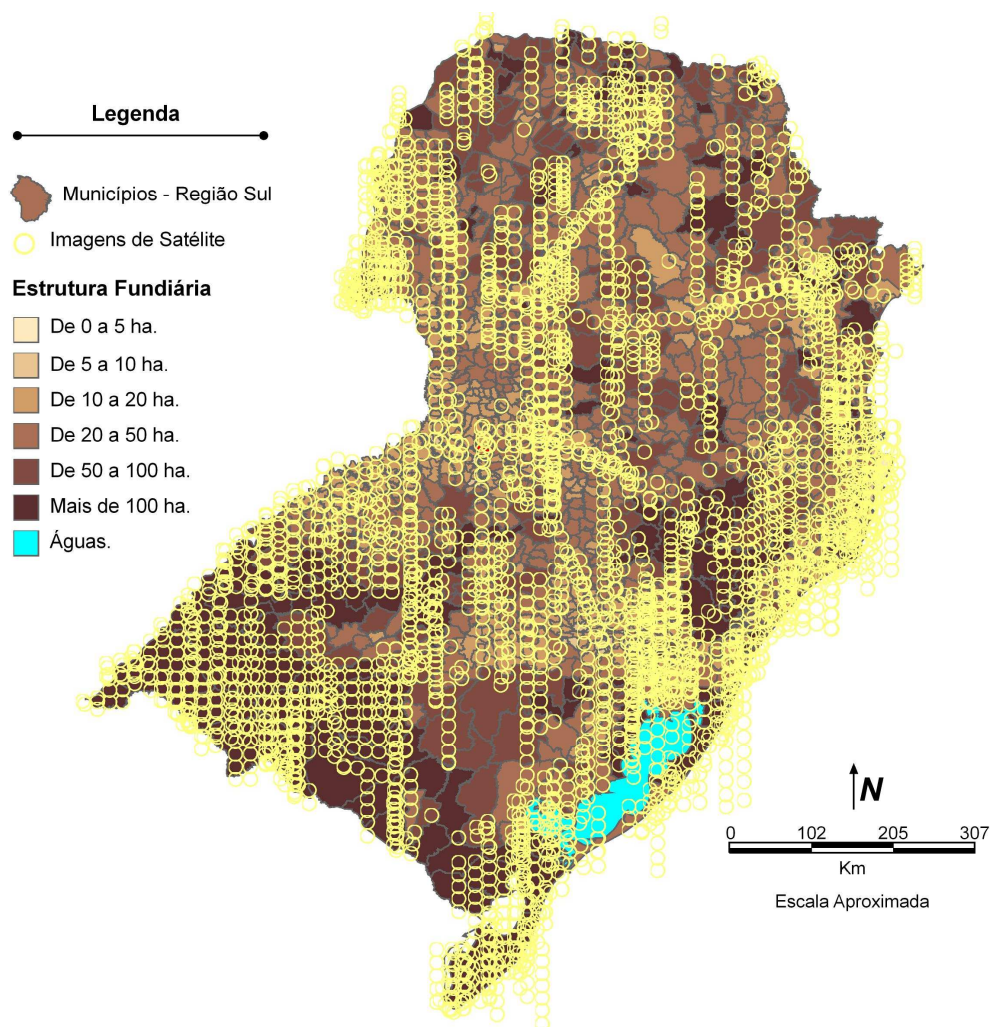 Legenda
Municípios - Região Sul
Imagens de Satélite
Estrutura Fundiária
De 0 a 5 ha.
De 5 a 10 ha.
De 10 a 20 ha.
De 20 a 50 ha.
De 50 a 100 ha.
Mais de 100 ha.
Águas.
N
0 102 205 307
Km
Escala Aproximada